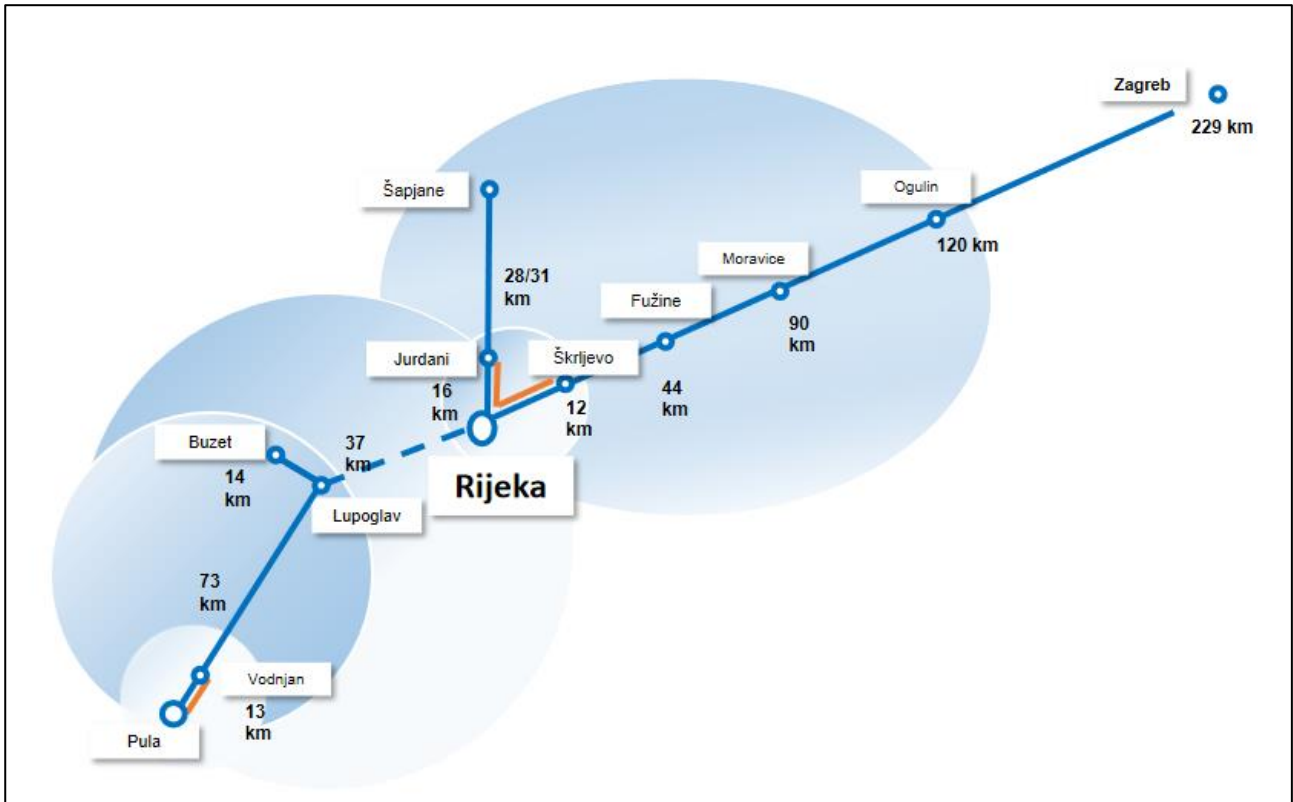 Zagreb
229 km
Šapjane
Ogulin
120 km
Moravice
28/31
km
Fužine
90
km
Jurdani
Škrljevo
16
km
44
km
12
km
Buzet
37
km
14
km
Rijeka
Lupoglav
73
km
Vodnjan
13
km
Pula